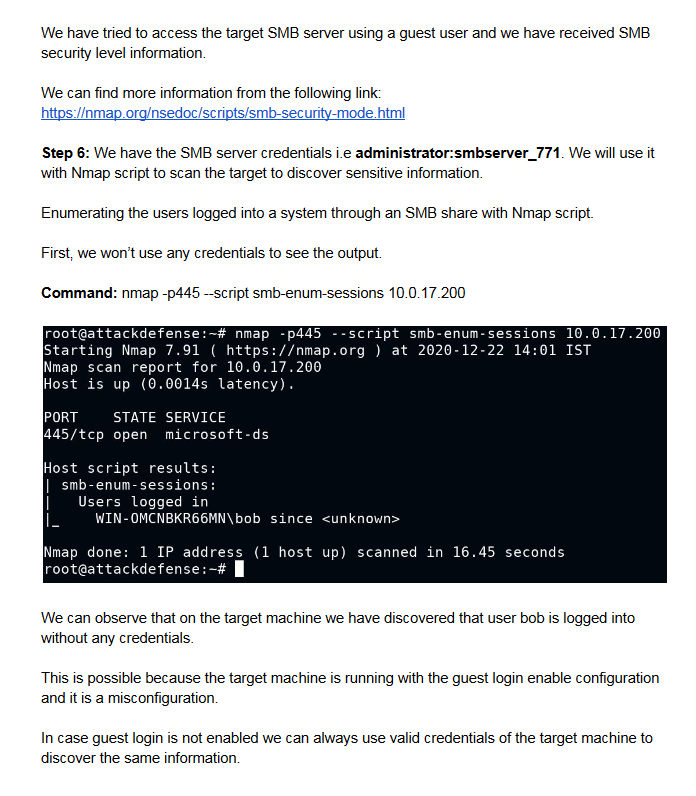 We have tried to access the target SMB server using a guest user and we have received SMB
security level information.
We can find more information from the following link:
https://nmap.org/nsedoc/scripts/smb-security-mode.html
Step 6: We have the SMB server credentials i.e administrator:smbserver_771. We will use it
with Nmap script to scan the target to discover sensitive information.
Enumerating the users logged into a system through an SMB share with Nmap script.
First, we won’t use any credentials to see the output.
Command: nmap -p445 --script smb-enum-sessions 10.0.17.200
root@attackdefense:~# nmap -p445 --script smb-enum-sessions 10.0.17.200
Starting Nmap 7.91 ( https://nmap.org ) at 2020-12-22 14:01 IST
Nmap scan report for 10.0.17.200
Host is up (0.0014s latency).
PORT    STATE SERVICE
445/tcp open  microsoft-ds
Host script results:
| smb-enum-sessions:
|   Users logged in
|_    WIN-OMCNBKR66MN\bob since <unknown>
Nmap done: 1 IP address (1 host up) scanned in 16.45 seconds
root@attackdefense:~#
We can observe that on the target machine we have discovered that user bob is logged into
without any credentials.
This is possible because the target machine is running with the guest login enable configuration
and it is a misconfiguration.
In case guest login is not enabled we can always use valid credentials of the target machine to
discover the same information.